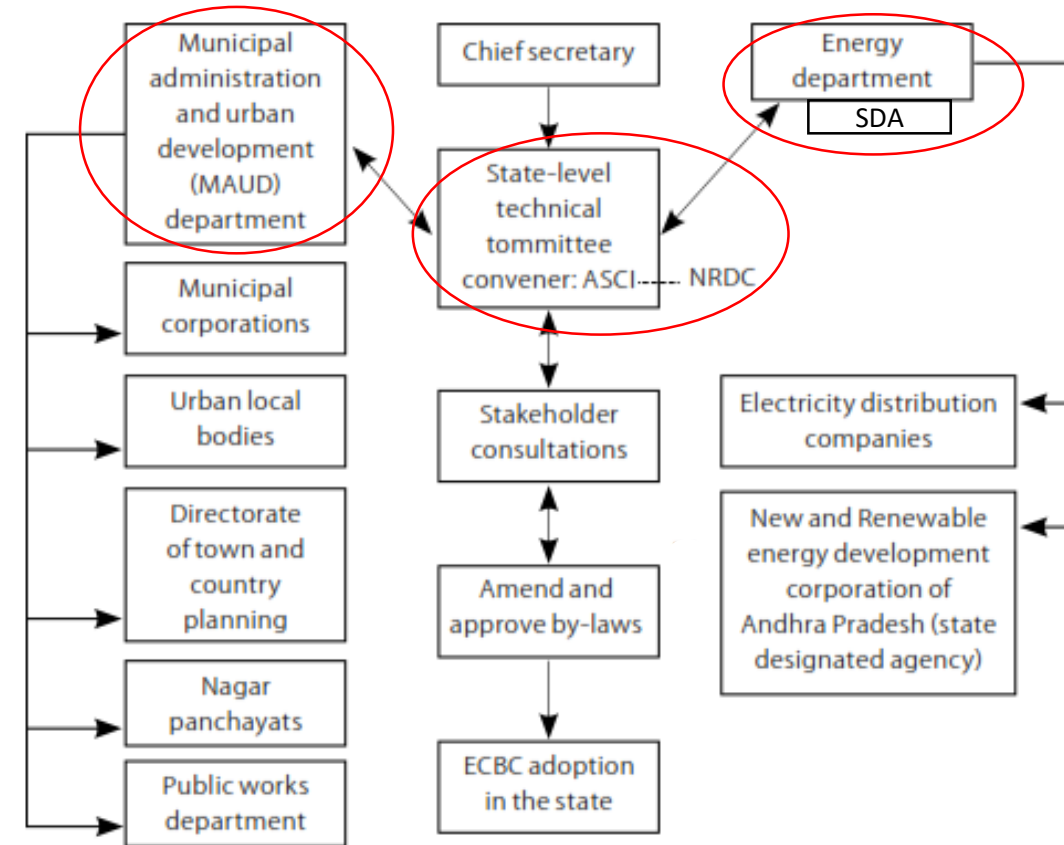 Municipal
administration
and urban
development
(MAUD)
department
Municipal
corporations
Urban local
bodies
Directorate
of town and
country
planning
Nagar
panchayats
Public works
department
Chief secretary
State-level
technical
tommittee
convener: ASCI ---- NRDC
Stakeholder
consultations
Amend and
approve by-laws
ECBC adoption
in the state
Energy
department
SDA
Electricity distribution
companies
New and Renewable
energy development
corporation of
Andhra Pradesh (state
designated agency)